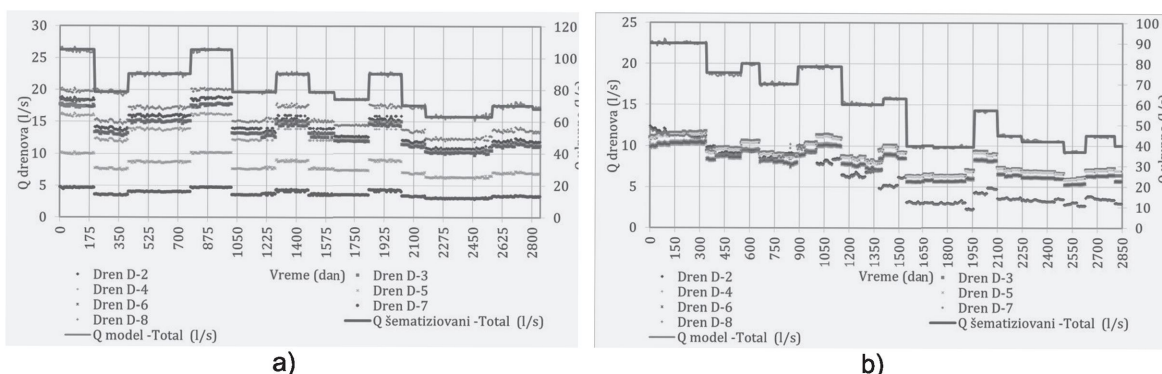 30
25
20
15
10
5
0
Q drenova (l/s)
120
100
80
60
40
20
0
0 175 350 525 700 875 1050 1225 1400 1575 1750 1925 2100 2275 2450 2625 2800
Vreme (dan)
Dren D-2 Dren D-3
Dren D-4 Dren D-5
Dren D-6 Dren D-7
Dren D-8 Q šematiziovani -Total (l/s)
Q model -Total (l/s)
a)
25
20
15
10
5
0
Q drenova (l/s)
100
90
80
70
60
50
40
30
20
10
0
0 150 300 450 600 750 900 1050 1200 1350 1500 1650 1800 1950 2100 2250 2400 2550 2700 2850
Vreme (dan)
Dren D-2 Dren D-3
Dren D-4 Dren D-5
Dren D-6 Dren D-7
Dren D-8 Q šematiziovani -Total (l/s)
Q model -Total (l/s)
b)